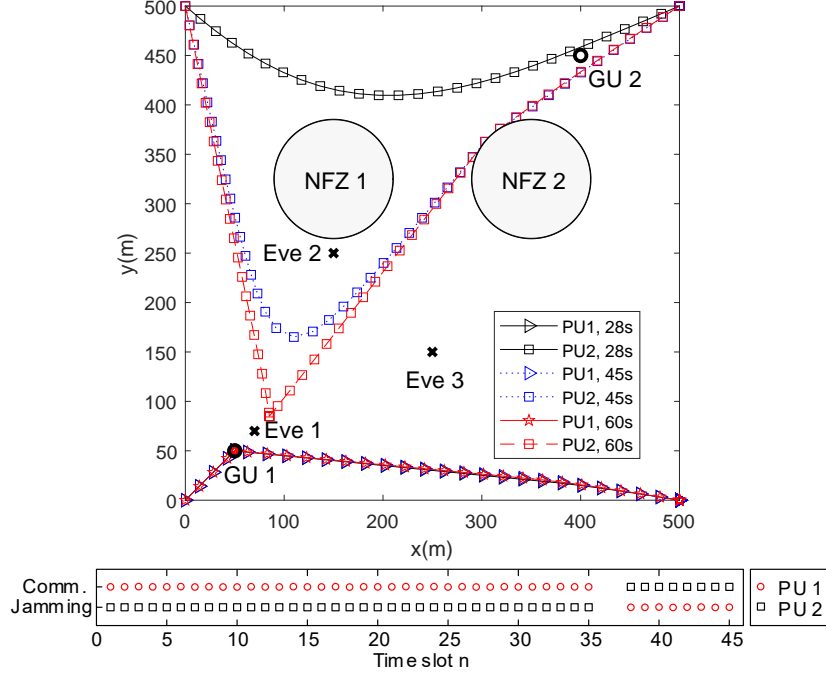 500
450
400
350
300
250
200
150
100
50
0
y(m)
GU 2
NFZ 1
NFZ 2
Eve 2
Eve 3
Eve 1
GU 1
PU1, 28s
PU2, 28s
PU1, 45s
PU2, 45s
PU1, 60s
PU2, 60s
0 100 200 300 400 500
x(m)
Comm.
Jamming
PU 1
PU 2
0 5 10 15 20 25 30 35 40 45
Time slot n